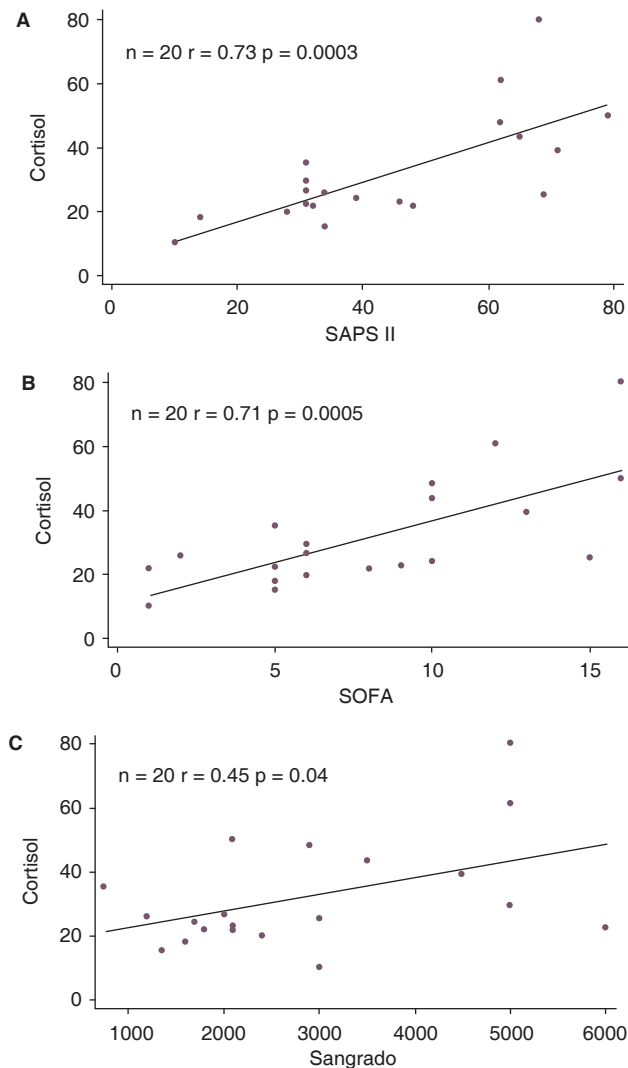 A
80
n = 20 r = 0.73 p = 0.0003
60
Cortisol
40
20
0
0 20 40 60 80
SAPS II
B
80
n = 20 r = 0.71 p = 0.0005
60
Cortisol
40
20
0
0 5 10 15
SOFA
C
80
n = 20 r = 0.45 p = 0.04
60
Cortisol
40
20
0
1000 2000 3000 4000 5000 6000
Sangrado